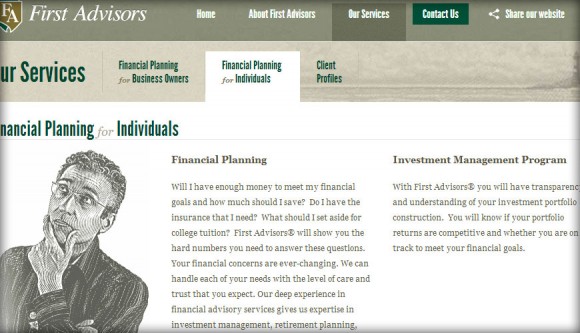 FA First Advisors
Home About First Advisors Our Services Contact Us Share our website
ur Services
Financial Planning
for Business Owners
Financial Planning
for Individuals
Client
Profiles
nancial Planning for Individuals
Financial Planning
Will I have enough money to meet my financial
goals and how much should I save?  Do I have the
insurance that I need?  What should I set aside for
college tuition?  First Advisors® will show you the
hard numbers you need to answer these questions.
Your financial concerns are ever-changing. We can
handle each of your needs with the level of care and
trust that you expect. Our deep experience in
financial advisory services gives us expertise in
investment management, retirement planning,
Investment Management Program
With First Advisors® you will have transparenc
and understanding of your investment portfolio
construction.  You will know if your portfolio
returns are competitive and whether you are on
track to meet your financial goals.